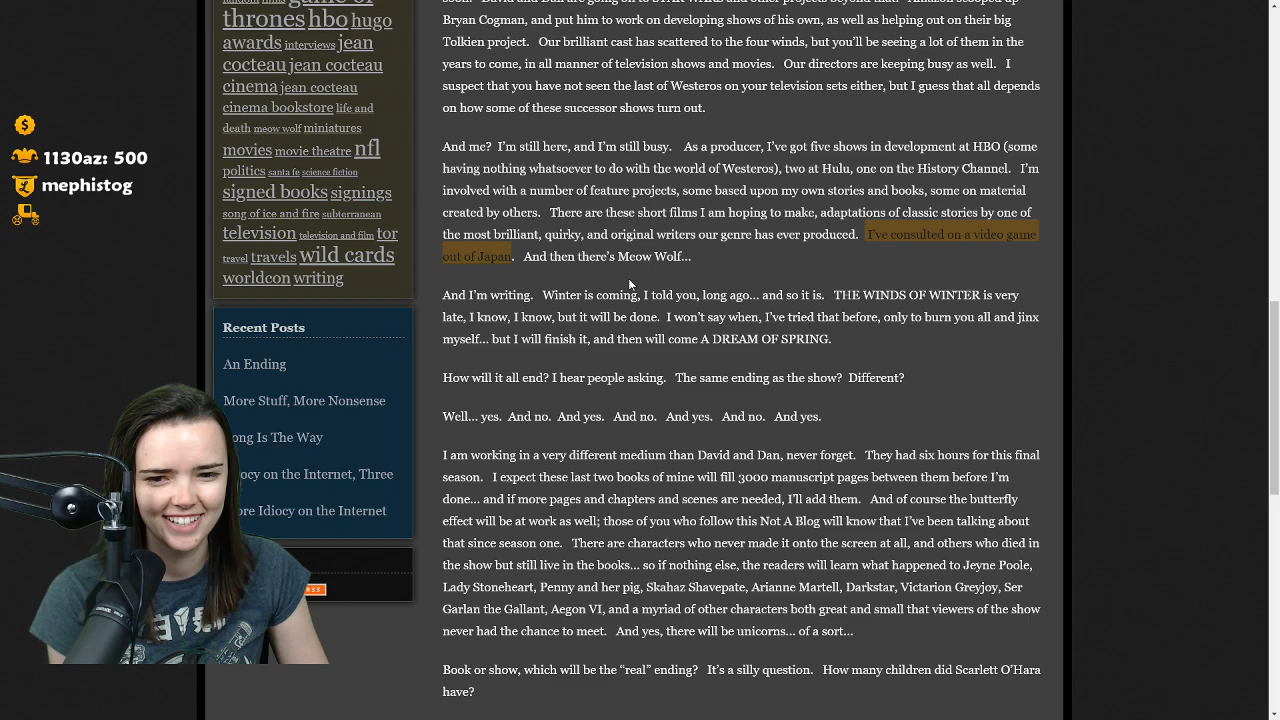 random films game of
thrones hbo hugo
awards interviews jean
cocteau jean cocteau
cinema jean cocteau
cinema bookstore life and
death meow wolf miniatures
movies movie theatre nfl
politics santa fe science fiction
signed books signings
song of ice and fire subterranean
television television and film tor
travel travels wild cards
worldcon writing
1130az: 500
mephistog
Recent Posts
An Ending
More Stuff, More Nonsense
ong Is The Way
ocy on the Internet, Three
ore Idiocy on the Internet
RSS
Bryan Cogman, and put him to work on developing shows of his own, as well as helping out on their big
Tolkien project. Our brilliant cast has scattered to the four winds, but you'll be seeing a lot of them in the
years to come, in all manner of television shows and movies. Our directors are keeping busy as well. I
suspect that you have not seen the last of Westeros on your television sets either, but I guess that all depends
on how some of these successor shows turn out.
And me? I'm still here, and I'm still busy. As a producer, I've got five shows in development at HBO (some
having nothing whatsoever to do with the world of Westeros), two at Hulu, one on the History Channel. I'm
involved with a number of feature projects, some based upon my own stories and books, some on material
created by others. There are these short films I am hoping to make, adaptations of classic stories by one of
the most brilliant, quirky, and original writers our genre has ever produced. I've consulted on a video game
out of Japan. And then there's Meow Wolf...
And I'm writing. Winter is coming, I told you, long ago... and so it is. THE WINDS OF WINTER is very
late, I know, I know, but it will be done. I won't say when, I've tried that before, only to burn you all and jinx
myself... but I will finish it, and then will come A DREAM OF SPRING.
How will it all end? I hear people asking. The same ending as the show? Different?
Well... yes. And no. And yes. And no. And yes. And no. And yes.
I am working in a very different medium than David and Dan, never forget. They had six hours for this final
season. I expect these last two books of mine will fill 3000 manuscript pages between them before I'm
done... and if more pages and chapters and scenes are needed, I'll add them. And of course the butterfly
effect will be at work as well; those of you who follow this Not A Blog will know that I've been talking about
that since season one. There are characters who never made it onto the screen at all, and others who died in
the show but still live in the books... so if nothing else, the readers will learn what happened to Jeyne Poole,
Lady Stoneheart, Penny and her pig, Skahaz Shavepate, Arianne Martell, Darkstar, Victarion Greyjoy, Ser
Garlan the Gallant, Aegon VI, and a myriad of other characters both great and small that viewers of the show
never had the chance to meet. And yes, there will be unicorns... of a sort...
Book or show, which will be the “real” ending? It's a silly question. How many children did Scarlett O'Hara
have?